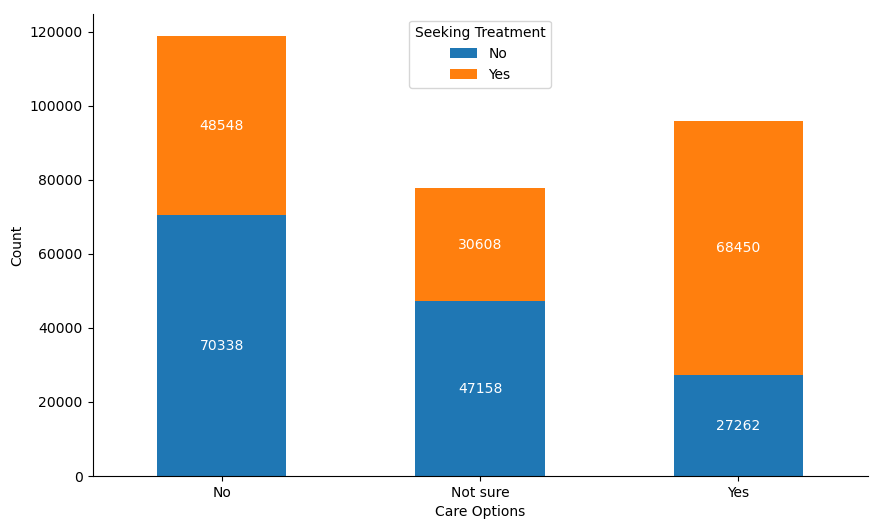 Seeking Treatment
No
Yes
120000
100000
80000
60000
40000
20000
0
Count
48548
70338
30608
47158
68450
27262
No
Not sure
Yes
Care Options